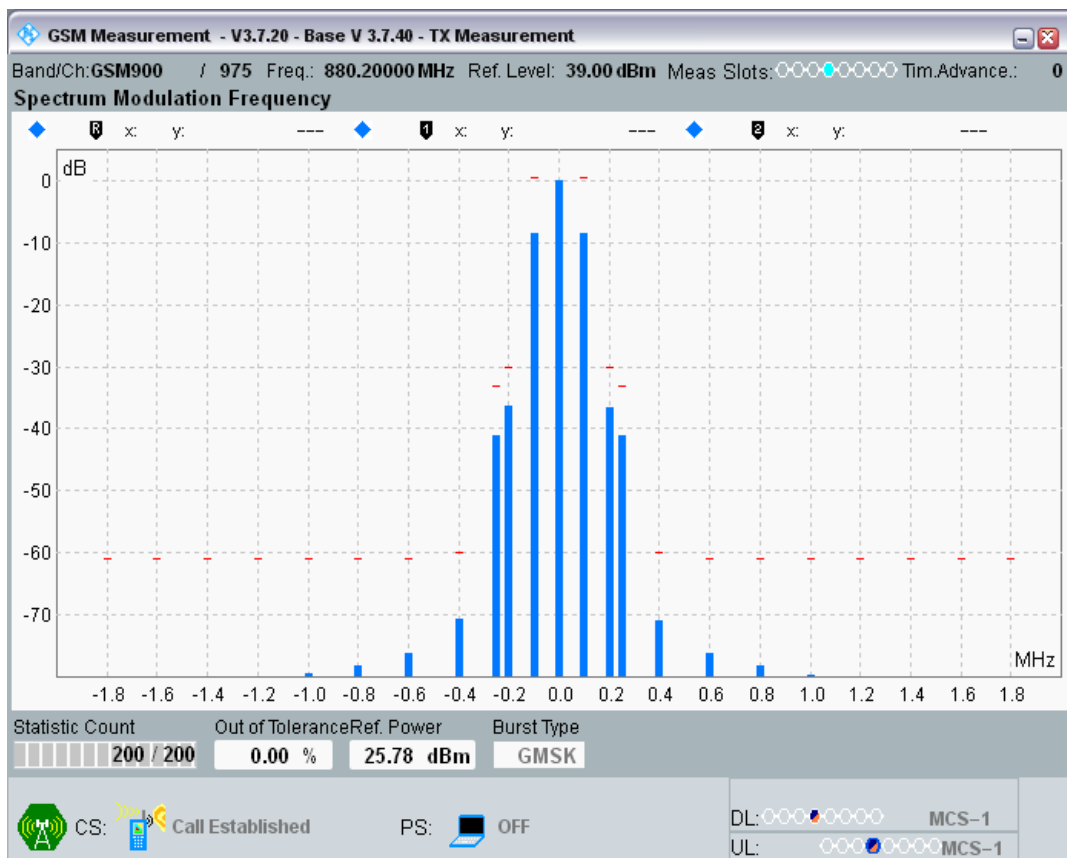 GSM Measurement - V3.7.20 - Base V 3.7.40 - TX Measurement
Band/Ch:GSM900 / 975 Freq.: 880.20000 MHz Ref. Level: 39.00 dBm Meas Slots: Tim.Advance.: 0
Spectrum Modulation Frequency
R x: y: --- 1 x: y: --- 2 x: y: ---
dB
0
-10
-20
-30
-40
-50
-60
-70
MHz
-1.8 -1.6 -1.4 -1.2 -1.0 -0.8 -0.6 -0.4 -0.2 0.0 0.2 0.4 0.6 0.8 1.0 1.2 1.4 1.6 1.8
Statistic Count Out of Tolerance Ref. Power Burst Type
200 / 200 0.00 % 25.78 dBm GMSK
CS: Call Established PS: OFF
DL: MCS-1
UL: MCS-1